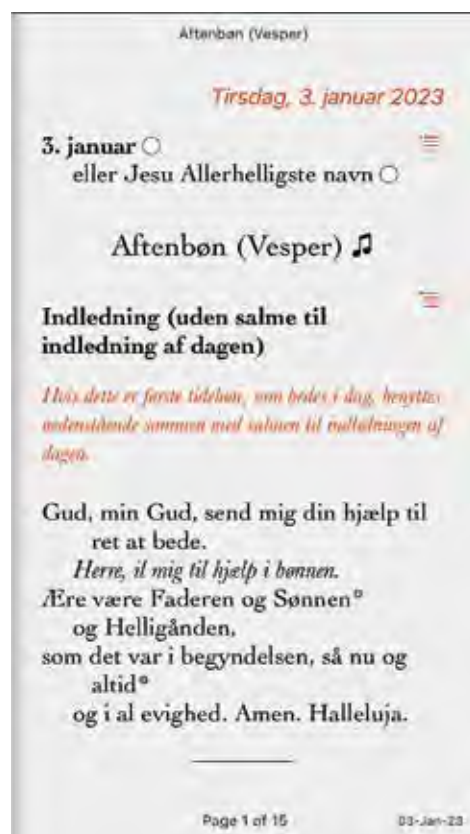 Aftenbøn (Vesper)
Tirsdag, 3. januar 2023
3. januar ○
eller Jesu Allerhelligste navn ○
Aftenbøn (Vesper) ♫
Indledning (uden salme til
indledning af dagen)
Hvis dette er første tidebøn, som bedes i dag, benyttes
nedenstående sammen med salmen til indledningen af
dagen.
Gud, min Gud, send mig din hjælp til
ret at bede.
Herre, il mig til hjælp i bønnen.
Ære være Faderen og Sønnen*
og Helligånden,
som det var i begyndelsen, så nu og
altid*
og i al evighed. Amen. Halleluja.
Page 1 of 15
03-Jan-23